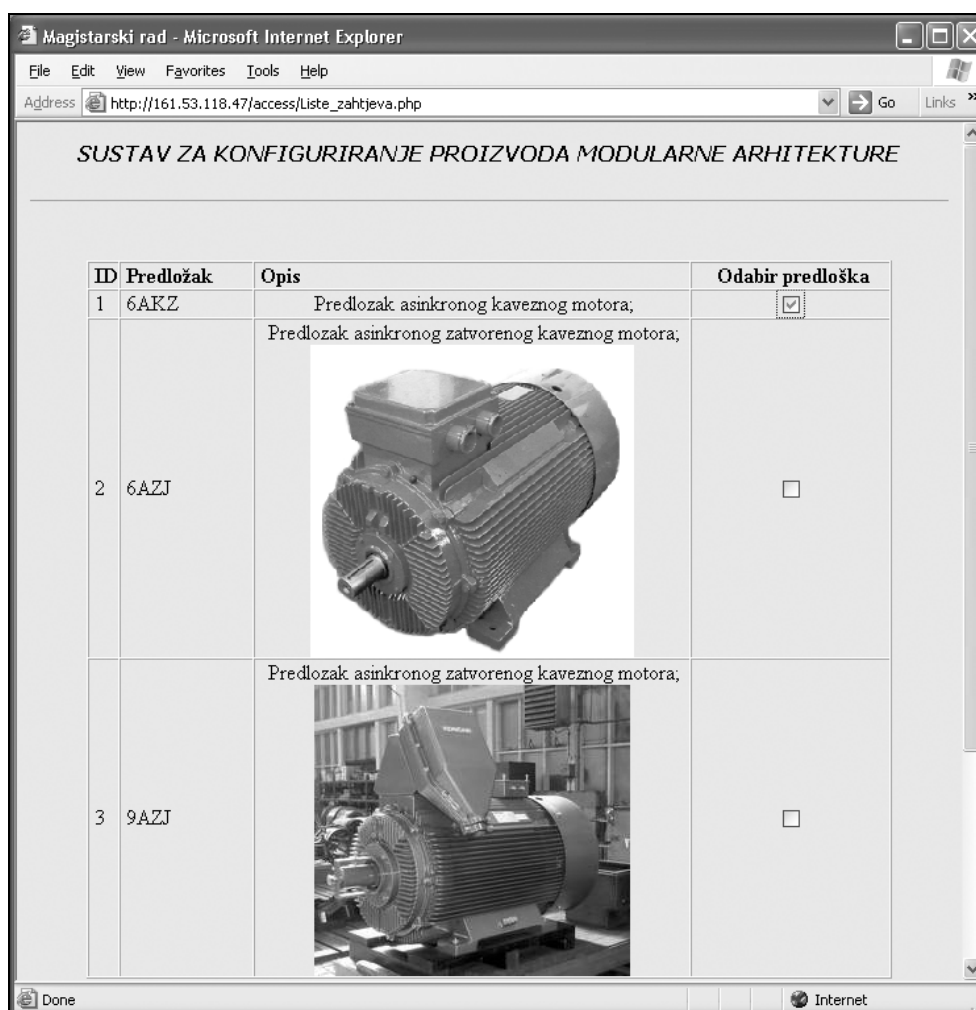 Magistarski rad - Microsoft Internet Explorer
File Edit View Favorites Tools Help
Address http://161.53.118.47/access/Liste_zahtjeva.php Go Links »
SUSTAV ZA KONFIGURIRANJE PROIZVODA MODULARNE ARHITEKTURE
ID Predložak Opis Odabir predloška
1 6AKZ Predlozak asinkronog kaveznog motora;
Predlozak asinkronog zatvorenog kaveznog motora;
2 6AZJ
Predlozak asinkronog zatvorenog kaveznog motora;
KONČAR
3 9AZJ
Done Internet